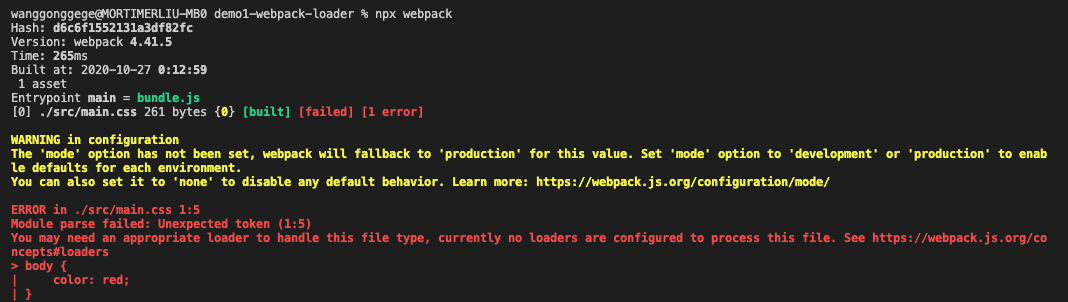 wanggonggege@MORTIMERLIU-MB0 demo1-webpack-loader % npx webpack
Hash: d6c6f1552131a3df82fc
Version: webpack 4.41.5
Time: 265ms
Built at: 2020-10-27 0:12:59
 1 asset
Entrypoint main = bundle.js
[0] ./src/main.css 261 bytes {0} [built] [failed] [1 error]
WARNING in configuration
The 'mode' option has not been set, webpack will fallback to 'production' for this value. Set 'mode' option to 'development' or 'production' to enab
le defaults for each environment.
You can also set it to 'none' to disable any default behavior. Learn more: https://webpack.js.org/configuration/mode/
ERROR in ./src/main.css 1:5
Module parse failed: Unexpected token (1:5)
You may need an appropriate loader to handle this file type, currently no loaders are configured to process this file. See https://webpack.js.org/co
ncepts#loaders
> body {
|     color: red;
| }